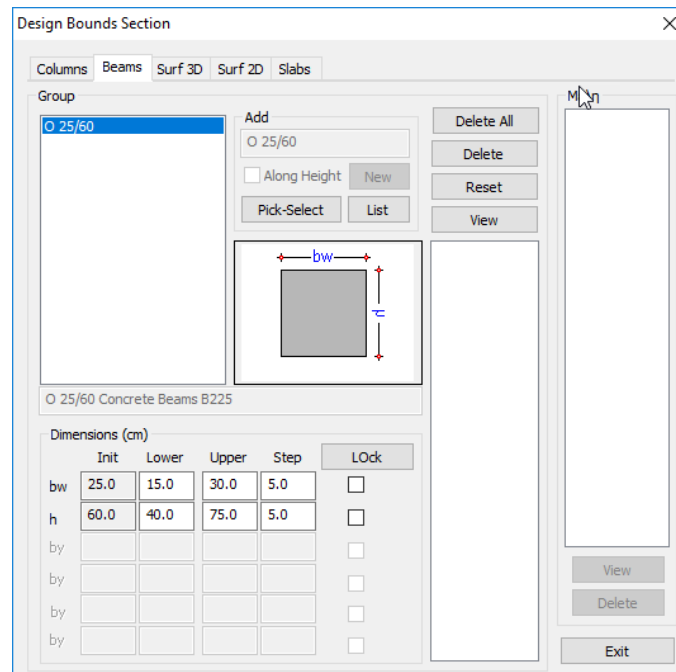 Design Bounds Section
Columns Beams Surf 3D Surf 2D Slabs
Group
O 25/60
Add
O 25/60
Along Height New
Pick-Select List
Delete All
Delete
Reset
View
bw
h
O 25/60 Concrete Beams B225
Dimensions (cm)
Init Lower Upper Step LOck
bw 25.0 15.0 30.0 5.0
h 60.0 40.0 75.0 5.0
by
by
by
by
View
Delete
Exit